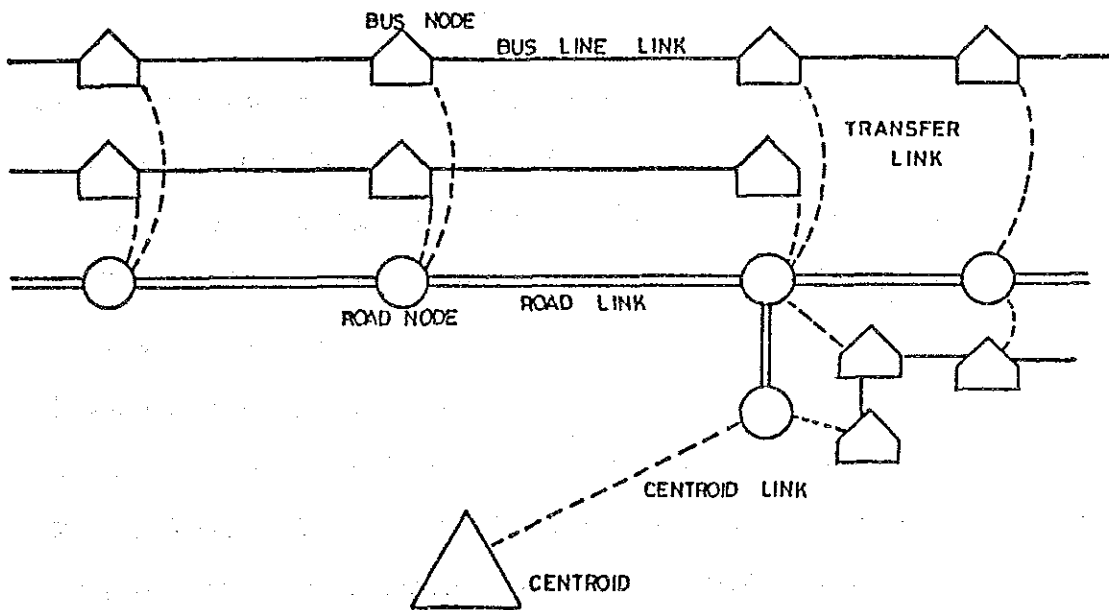 BUS NODE
BUS LINE LINK
TRANSFER
LINK
ROAD LINK
ROAD NODE
CENTROID LINK
CENTROID